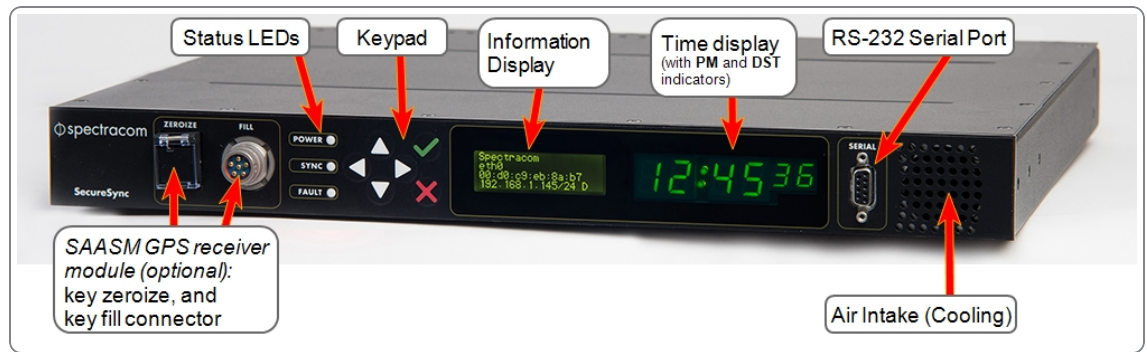 Status LEDs
Keypad
Information
Display
Time display
(with PM and DST
indicators)
RS-232 Serial Port
spectracom
ZEROIZE
FILL
POWER
SYNC
FAULT
SecureSync
Spectracom
eth0
00:d0:c9:eb:8a:b7
192.168.1.145/24 D
12:45 36
SERIAL
SAASM GPS receiver
module (optional):
key zeroize, and
key fill connector
Air Intake (Cooling)